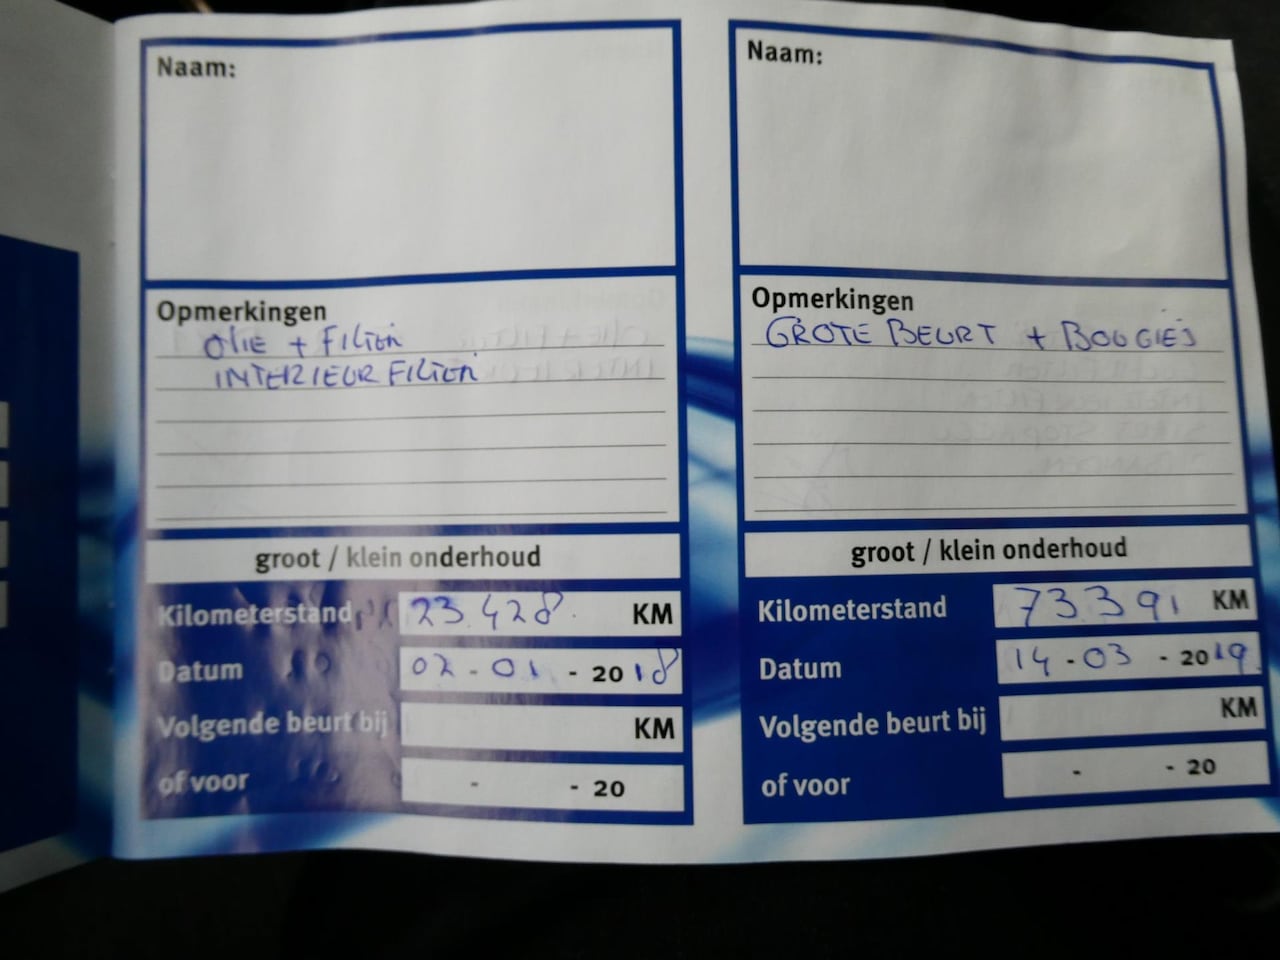 Naam:
Opmerkingen
OLIE + FILTER
INTERIEUR FILTER
groot / klein onderhoud
Kilometerstand 23.428 KM
Datum 02 - 01 - 2018
Volgende beurt bij KM
of voor - - 20
Naam:
Opmerkingen
GROTE BEURT + BOUGIES
groot / klein onderhoud
Kilometerstand 73391 KM
Datum 14 - 03 - 2019
Volgende beurt bij KM
of voor - - 20